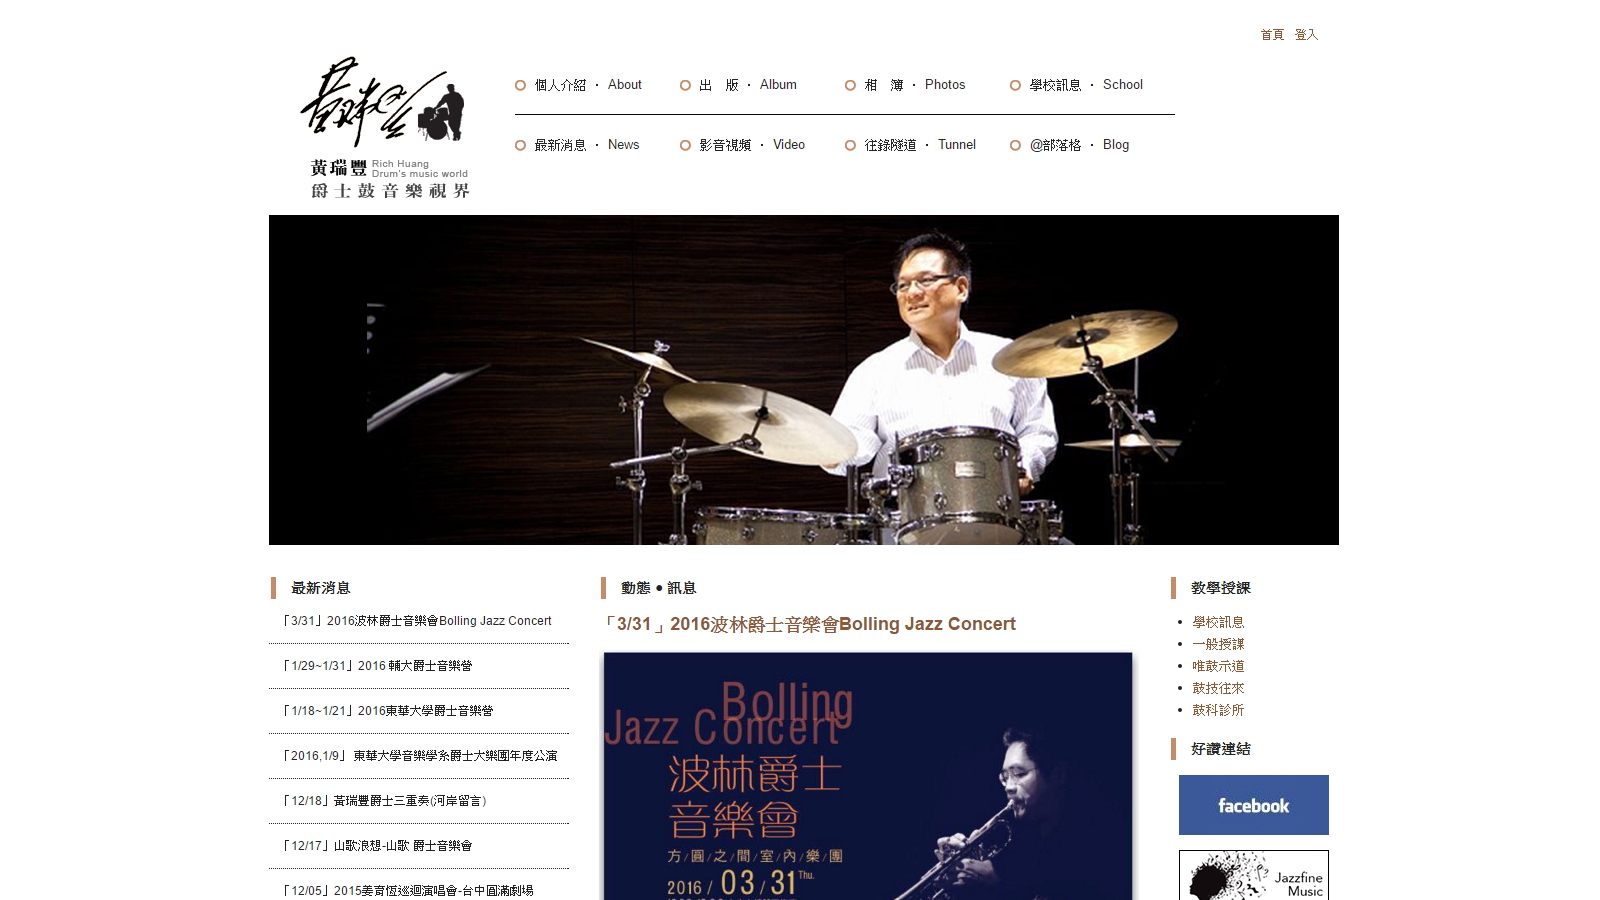 首頁 登入
個人介紹 · About
出 版 · Album
相 簿 · Photos
學校訊息 · School
最新消息 · News
影音視頻 · Video
往錄隧道 · Tunnel
@部落格 · Blog
黃瑞豐 Rich Huang
Drum's music world
爵士鼓音樂視界
最新消息
「3/31」2016波林爵士音樂會Bolling Jazz Concert
「1/29~1/31」2016 輔大爵士音樂營
「1/18~1/21」2016東華大學爵士音樂營
「2016,1/9」 東華大學音樂學系爵士大樂團年度公演
「12/18」黃瑞豐爵士三重奏(河岸留言)
「12/17」山歌浪想-山歌 爵士音樂會
「12/05」2015姜育恆巡迴演唱會-台中圓滿劇場
動態 ● 訊息
「3/31」2016波林爵士音樂會Bolling Jazz Concert
Bolling
Jazz Concert
波林爵士
音樂會
方/圓/之/間/室/內/樂/團
2016 / 03 / 31 Thu.
教學授課
學校訊息
一般授課
唯鼓示道
鼓技往來
鼓科診所
好讚連結
facebook
Jazzfine
Music